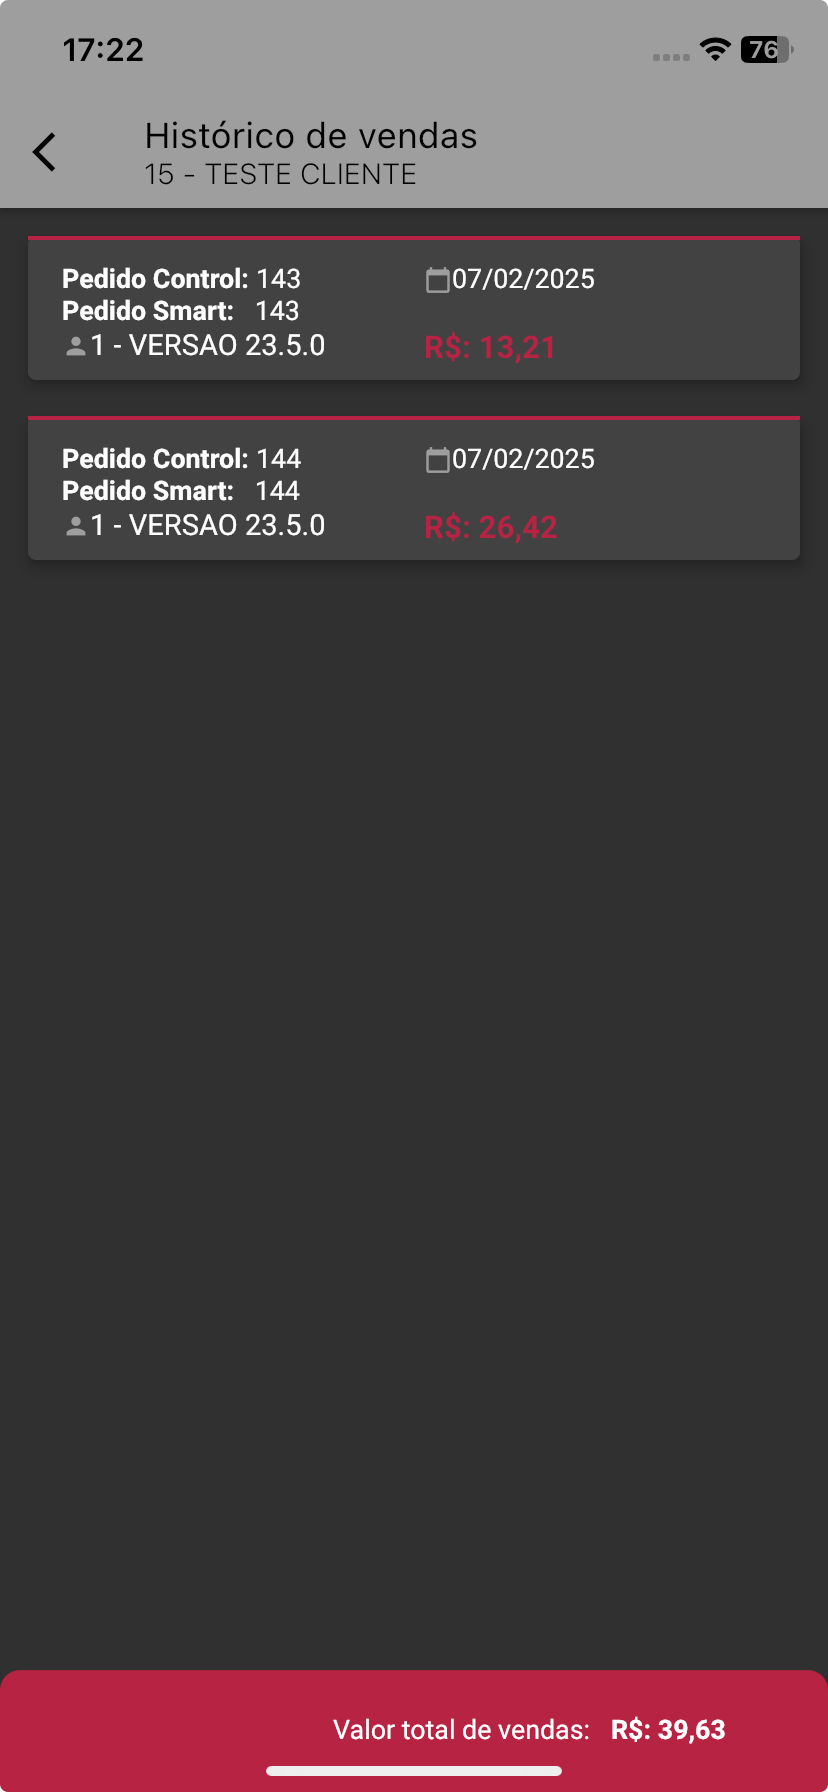 17:22
76
Histórico de vendas
15 - TESTE CLIENTE
Pedido Control: 143
07/02/2025
Pedido Smart: 143
1 - VERSAO 23.5.0
R$: 13,21
Pedido Control: 144
07/02/2025
Pedido Smart: 144
1 - VERSAO 23.5.0
R$: 26,42
Valor total de vendas: R$: 39,63